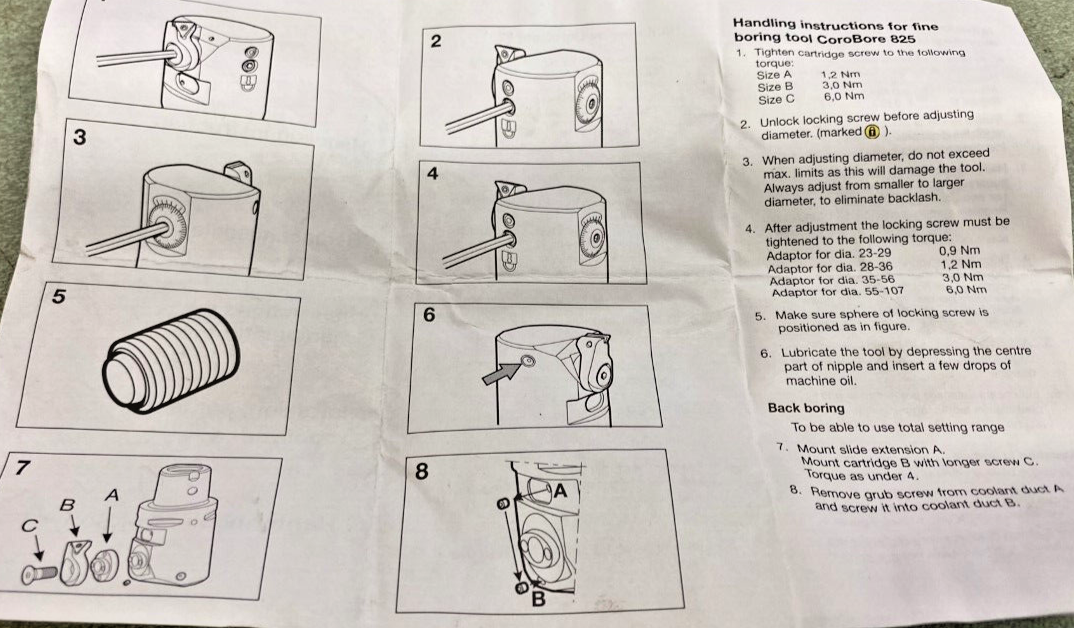 2
3
4
5
6
7
C
B
A
8
A
B
Handling instructions for fine
boring tool CoroBore 825
1. Tighten cartridge screw to the following
torque:
Size A 1,2 Nm
Size B 3,0 Nm
Size C 6,0 Nm
2. Unlock locking screw before adjusting
diameter. (marked ).
3. When adjusting diameter, do not exceed
max. limits as this will damage the tool.
Always adjust from smaller to larger
diameter, to eliminate backlash.
4. After adjustment the locking screw must be
tightened to the following torque:
Adaptor for dia. 23-29 0,9 Nm
Adaptor for dia. 28-36 1,2 Nm
Adaptor for dia. 35-56 3,0 Nm
Adaptor for dia. 55-107 6,0 Nm
5. Make sure sphere of locking screw is
positioned as in figure.
6. Lubricate the tool by depressing the centre
part of nipple and insert a few drops of
machine oil.
Back boring
To be able to use total setting range
7. Mount slide extension A.
Mount cartridge B with longer screw C.
Torque as under 4.
8. Remove grub screw from coolant duct A
and screw it into coolant duct B.